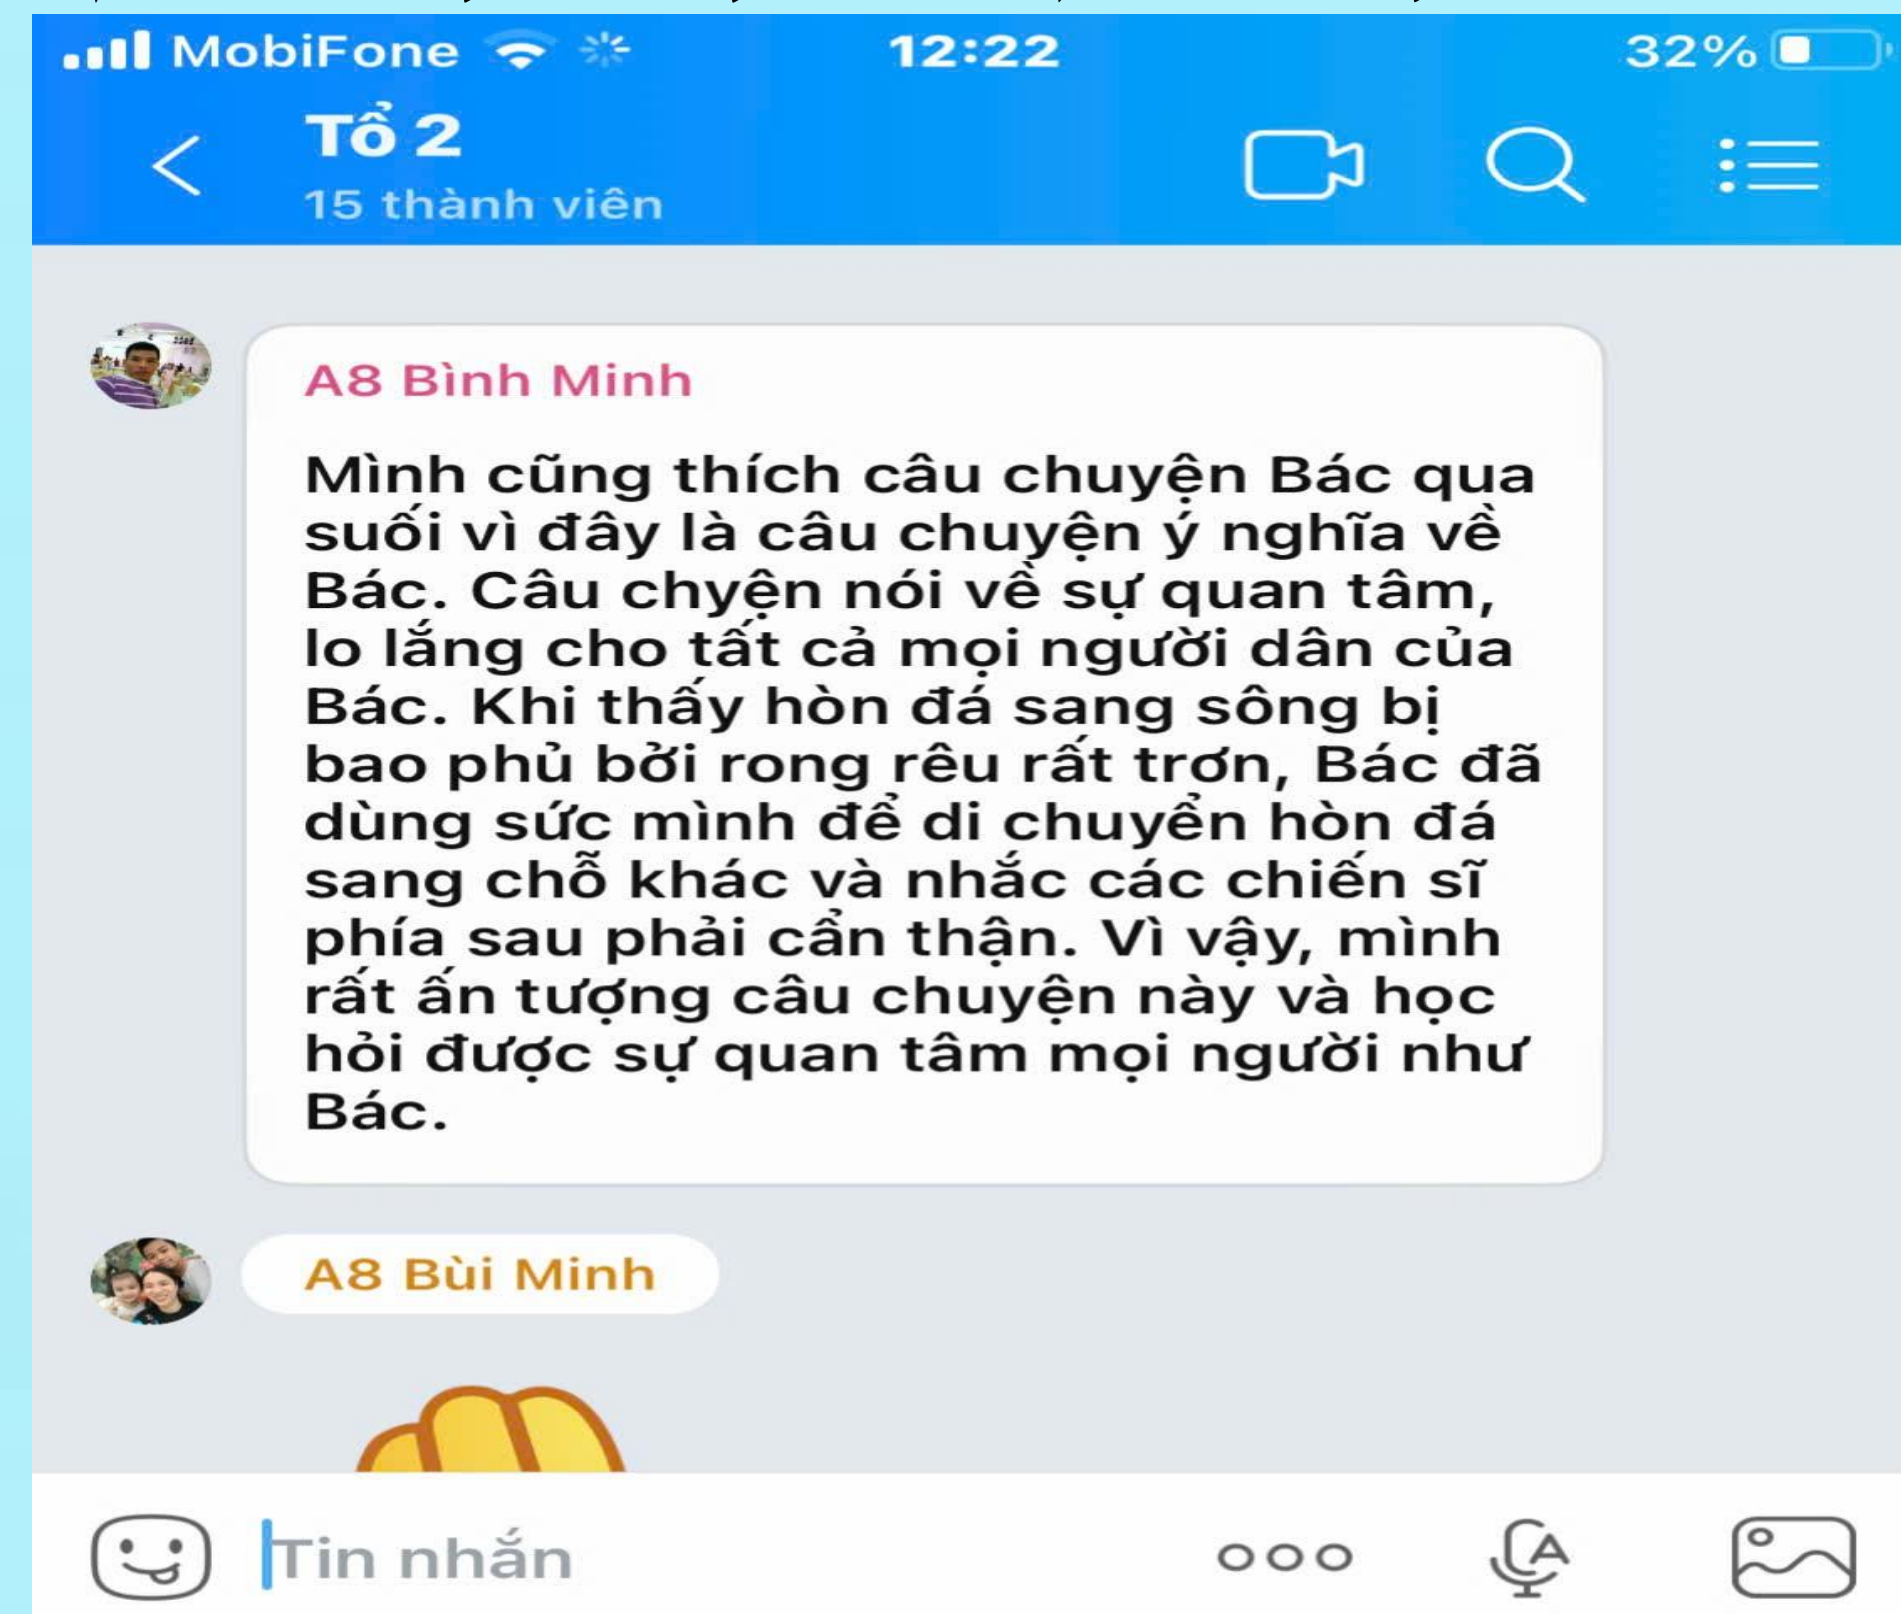 MobiFone 12:22 32%
Tổ 2
15 thành viên
A8 Bình Minh
Mình cũng thích câu chuyện Bác qua
suối vì đây là câu chuyện ý nghĩa về
Bác. Câu chyện nói về sự quan tâm,
lo lắng cho tất cả mọi người dân của
Bác. Khi thấy hòn đá sang sông bị
bao phủ bởi rong rêu rất trơn, Bác đã
dùng sức mình để di chuyển hòn đá
sang chỗ khác và nhắc các chiến sĩ
phía sau phải cẩn thận. Vì vậy, mình
rất ấn tượng câu chuyện này và học
hỏi được sự quan tâm mọi người như
Bác.
A8 Bùi Minh
Tin nhắn